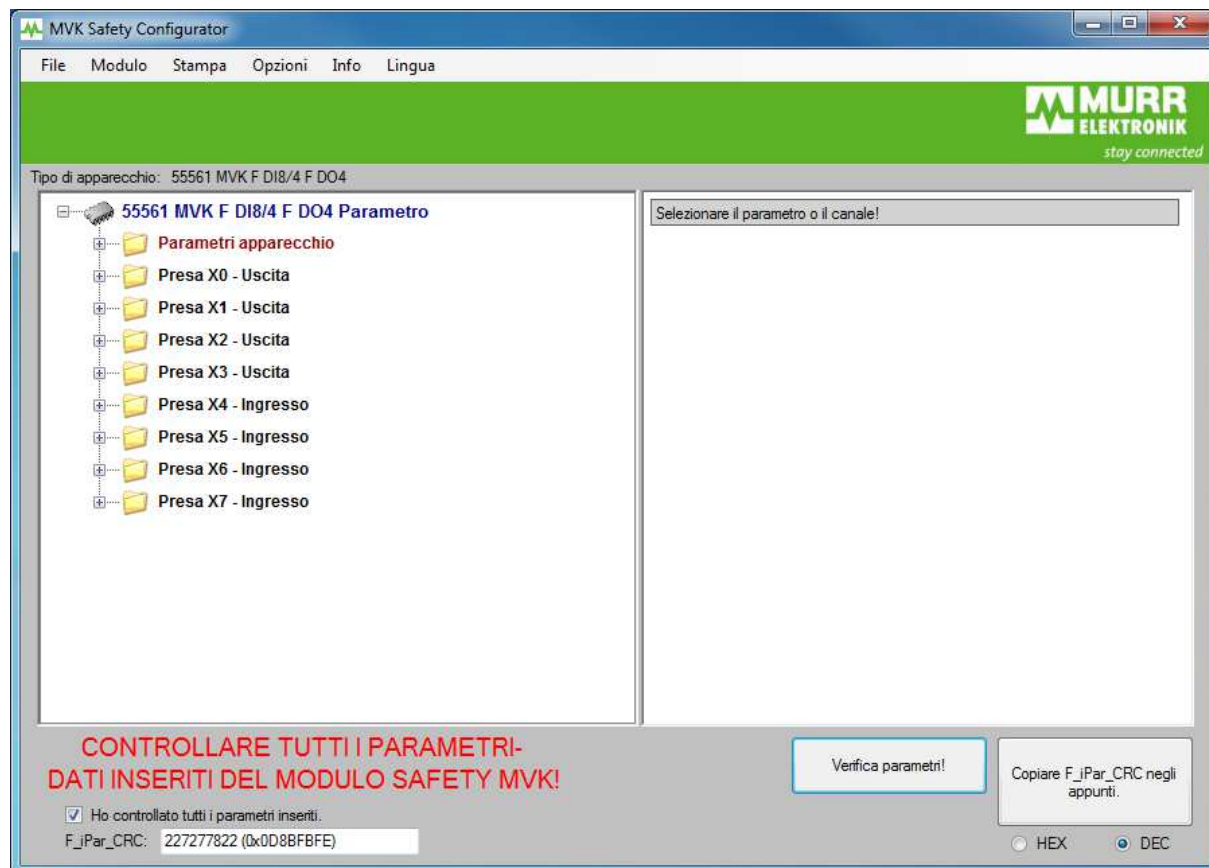 MVK Safety Configurator
File Modulo Stampa Opzioni Info Lingua
MURR
ELEKTRONIK
stay connected
Tipo di apparecchio: 55561 MVK F DI8/4 F DO4
55561 MVK F DI8/4 F DO4 Parametro
Parametri apparecchio
Presa X0 - Uscita
Presa X1 - Uscita
Presa X2 - Uscita
Presa X3 - Uscita
Presa X4 - Ingresso
Presa X5 - Ingresso
Presa X6 - Ingresso
Presa X7 - Ingresso
Selezionare il parametro o il canale!
CONTROLLARE TUTTI I PARAMETRI-
DATI INSERITI DEL MODULO SAFETY MVK!
Ho controllato tutti i parametri inseriti.
F_iPar_CRC: 227277822 (0x0D8BFBFE)
Verifica parametri!
Copiare F_iPar_CRC negli
appunti.
HEX DEC